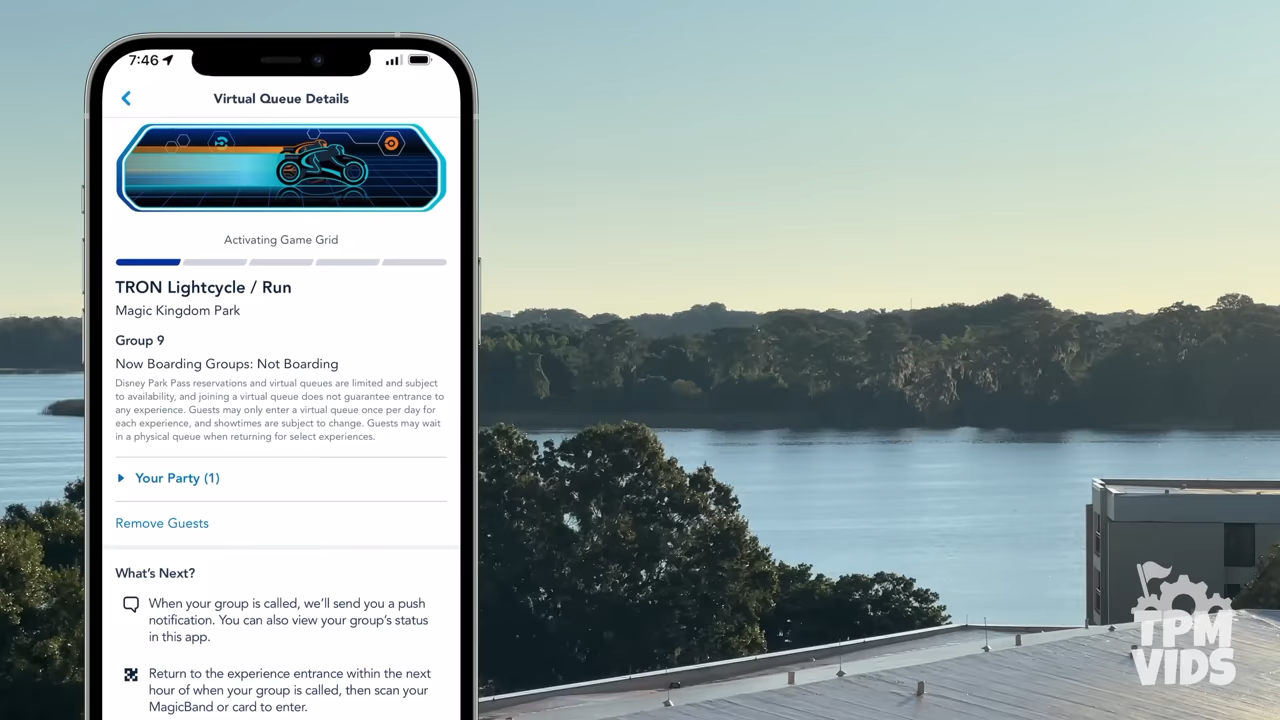 7:46
Virtual Queue Details
Activating Game Grid
TRON Lightcycle / Run
Magic Kingdom Park
Group 9
Now Boarding Groups: Not Boarding
Disney Park Pass reservations and virtual queues are limited and subject
to availability, and joining a virtual queue does not guarantee entrance to
any experience. Guests may only enter a virtual queue once per day for
each experience, and showtimes are subject to change. Guests may wait
in a physical queue when returning for select experiences.
Your Party (1)
Remove Guests
What's Next?
When your group is called, we'll send you a push
notification. You can also view your group's status
in this app.
Return to the experience entrance within the next
hour of when your group is called, then scan your
MagicBand or card to enter.
TPM
VIDS